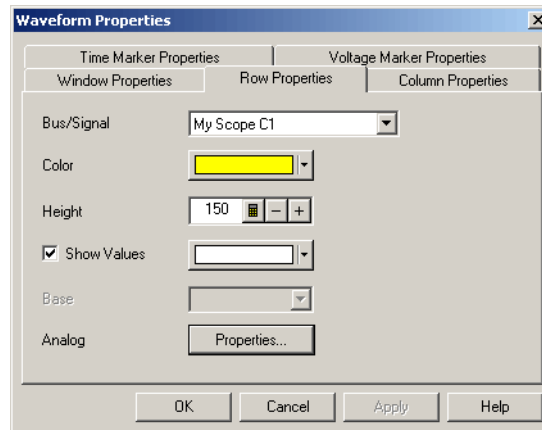 Waveform Properties
Time Marker Properties
Voltage Marker Properties
Window Properties
Row Properties
Column Properties
Bus/Signal
My Scope C1
Color
Height
150
Show Values
Base
Analog
Properties...
OK
Cancel
Apply
Help